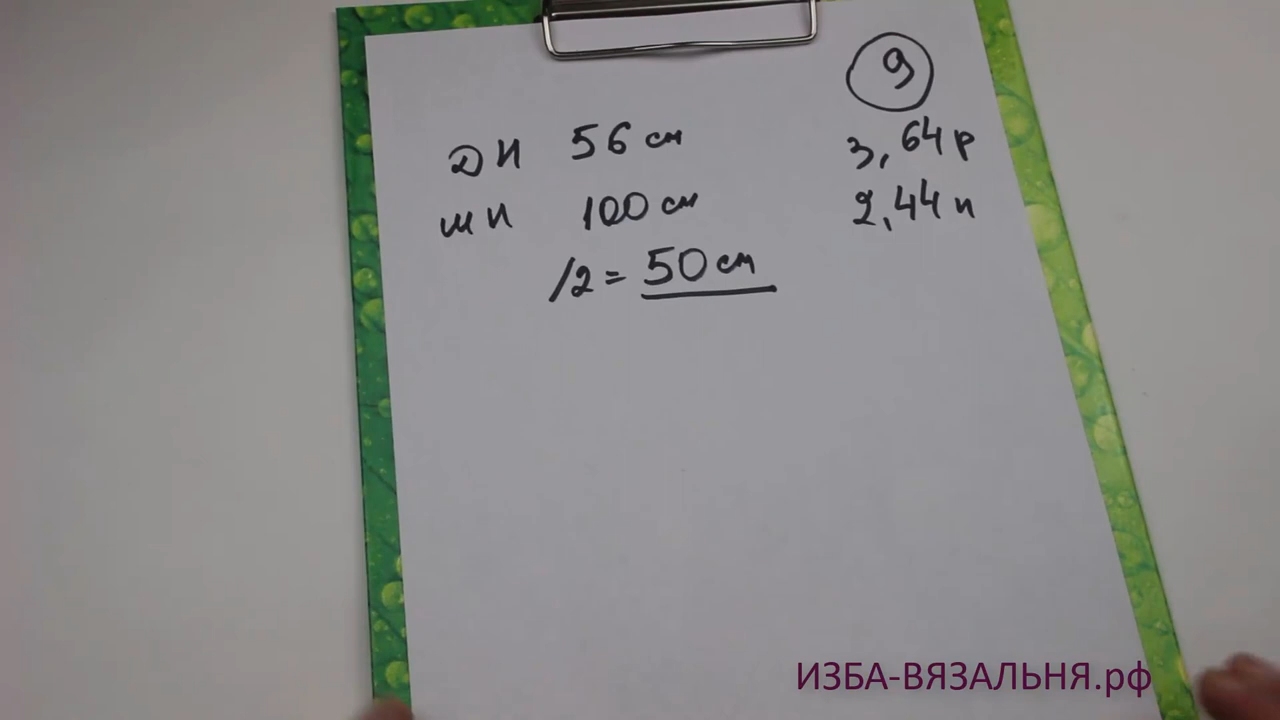 9
ДИ 56 см
3,64 р
ШИ 100 см
2,44 п
/2 = 50 см
ИЗБА-ВЯЗАЛЬНЯ.рф